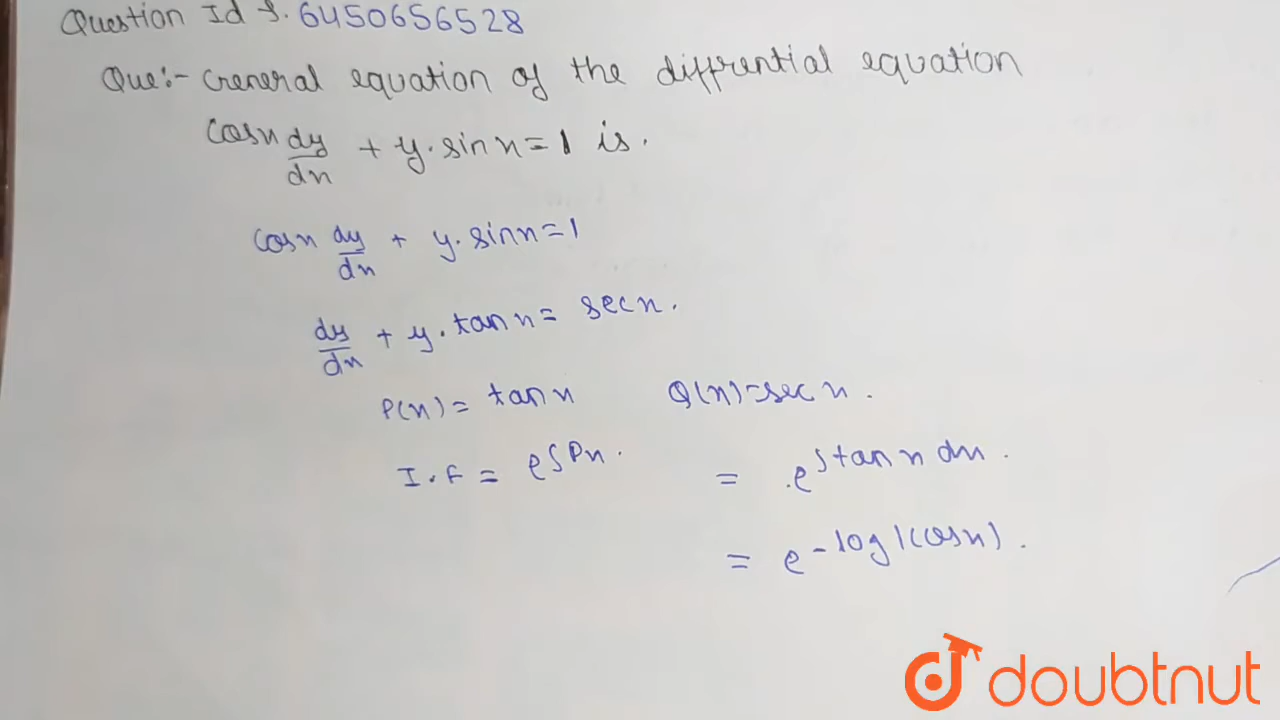 Question Id :- 6450656528
Que:- General equation of the diffrential equation
cosx dy/dx + y.sinx=1 is.
cosx dy/dx + y.sinx=1
dy/dx + y.tanx= secx.
P(x)= tanx Q(x)=secx.
I.F = e∫Px. = .e∫tanx dx.
= e-log|cosx).
doubtnut